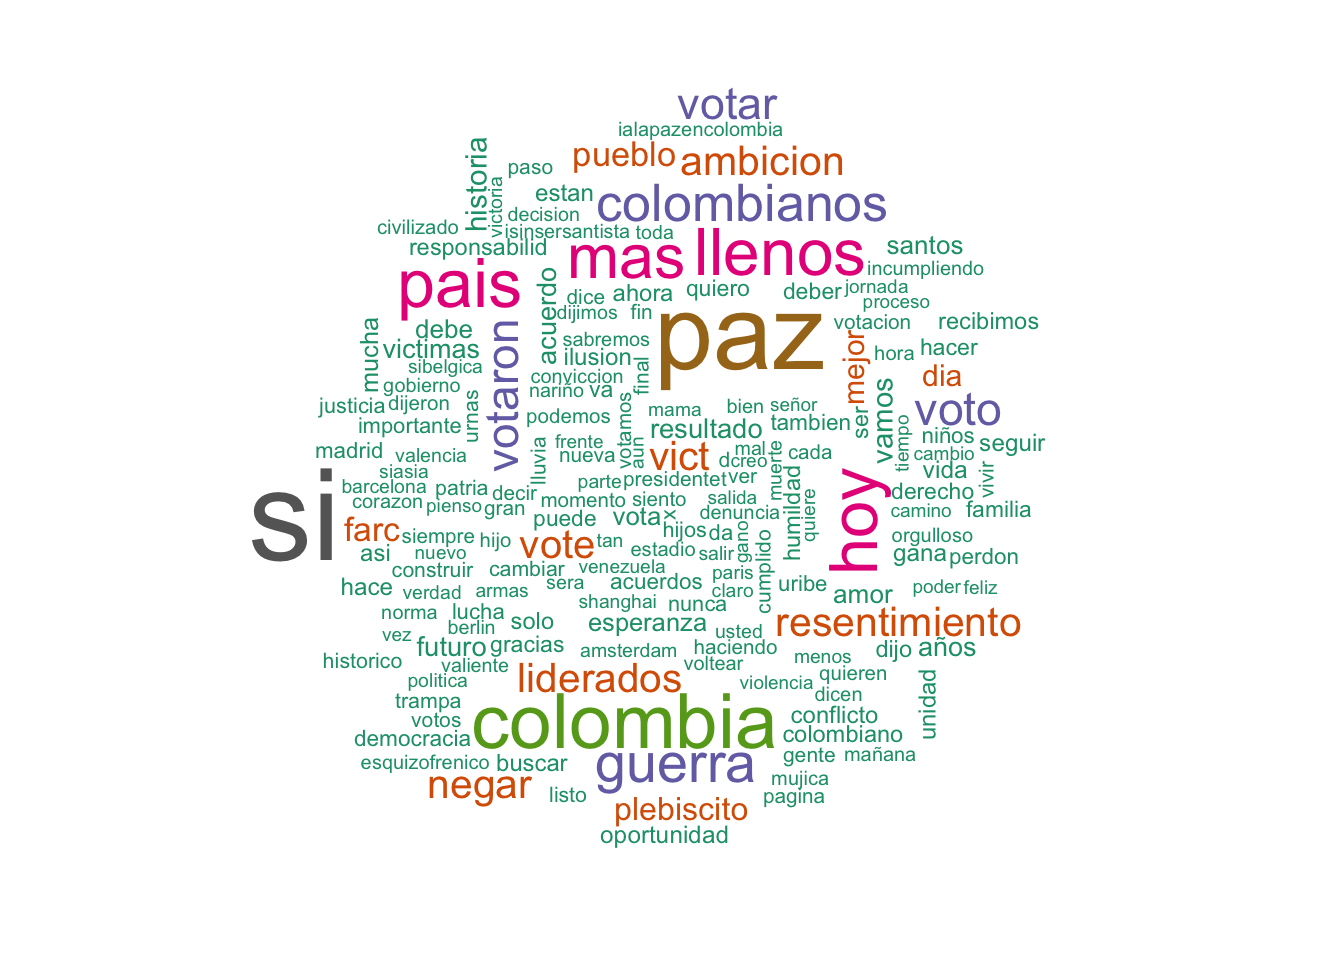 votar
ialapazencolombia
pueblo
ambicion
historia
paso
victoria
estan
colombianos
decision
civilizado
isinsersantista
toda
responsabilid
mas
llenos
santos
incumpliendo
pais
acuerdo
dice
ahora
quiero
deber
jornada
proceso
dijimos
fin
paz
votacion
recibimos
mucha
debe
votaron
sabremos
victimas
ilusion
mejor
hora
hacer
sibelgica
conviccion
final
dia
gobierno
nariño
va
justicia
dijeron
urnas
podemos
votamos
mama
bien
señor
ser
vamos
voto
importante
resultado
tambien
tiempo
niños
seguir
madrid
valencia
lluvia
frente
nueva
aun
vict
mal
cada
cambio
siasia
dcreo
muerte
vida
vivir
si
barcelona
patria
decir
parte
presidentet
ver
hoy
derecho
corazon
pienso
gran
momento
siento
salida
humildad
quiere
camino
familia
farc
puede
vota
x
denuncia
siempre
hijo
vote
tan
hijos
da
gano
orgulloso
asi
nuevo
estadio
salir
cumplido
gana
perdon
construir
cambiar
venezuela
paris
hace
verdad
armas
sera
acuerdos
claro
uribe
amor
poder
feliz
norma
lucha
solo
shanghai
nunca
vez
berlin
esperanza
usted
resentimiento
futuro
gracias
amsterdam
haciendo
dijo
años
historico
valiente
voltear
menos
politica
liderados
violencia
quieren
unidad
trampa
dicen
votos
colombia
conflicto
democracia
colombiano
esquizofrenico
buscar
guerra
gente
mañana
negar
listo
mujica
plebiscito
pagina
oportunidad